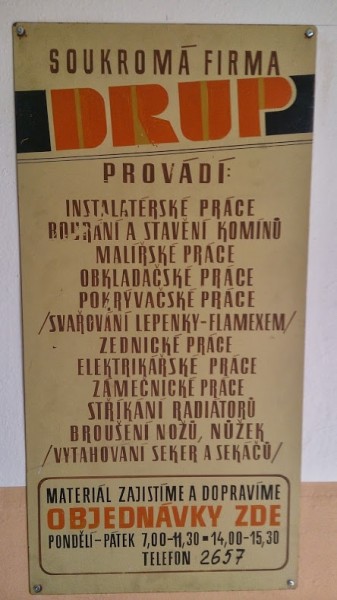 SOUKROMÁ FIRMA
DRUP
PROVÁDÍ:
INSTALATÉRSKÉ PRÁCE
BOURÁNÍ A STAVĚNÍ KOMÍNŮ
MALÍŘSKÉ PRÁCE
OBKLADAČSKÉ PRÁCE
POKRÝVAČSKÉ PRÁCE
/SVAŘOVÁNÍ LEPENKY-FLAMEXEM/
ZEDNICKÉ PRÁCE
ELEKTRIKÁŘSKÉ PRÁCE
ZÁMEČNICKÉ PRÁCE
STŘÍKÁNÍ RADIÁTORŮ
BROUŠENÍ NOŽŮ, NŮŽEK
/VYTAHOVANI SEKER A SEKÁČŮ/
MATERIÁL ZAJISTÍME A DOPRAVÍME
OBJEDNÁVKY ZDE
PONDĚLÍ-PÁTEK 7,00-11,30=14,00-15,30
TELEFON 2657